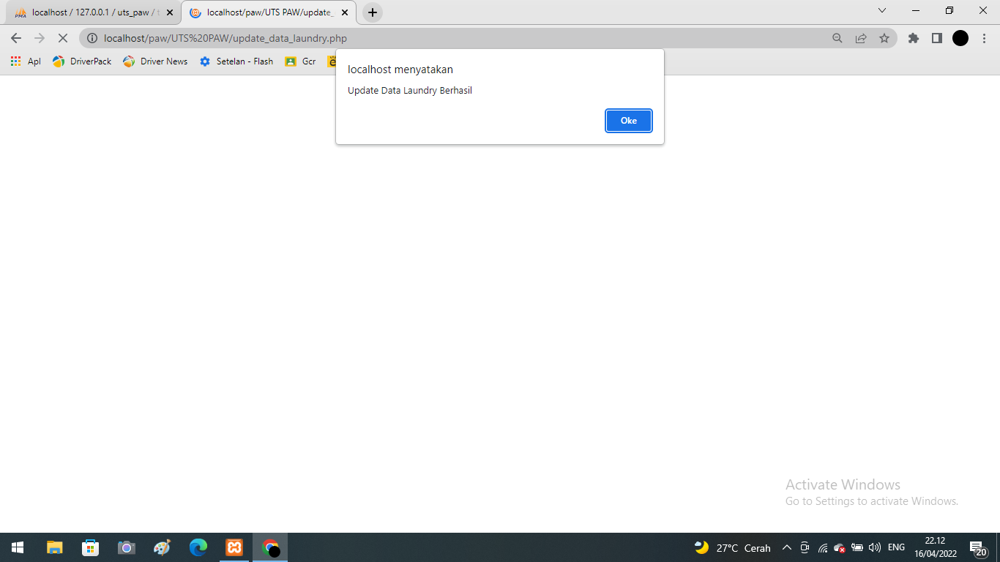 PMA localhost / 127.0.0.1 / uts_paw / t
localhost/paw/UTS PAW/update_
localhost/paw/UTS%20PAW/update_data_laundry.php
Apl DriverPack Driver News Setelan - Flash Gcr
localhost menyatakan
Update Data Laundry Berhasil
Oke
Activate Windows
Go to Settings to activate Windows.
27°C Cerah ENG 22.12
16/04/2022 20